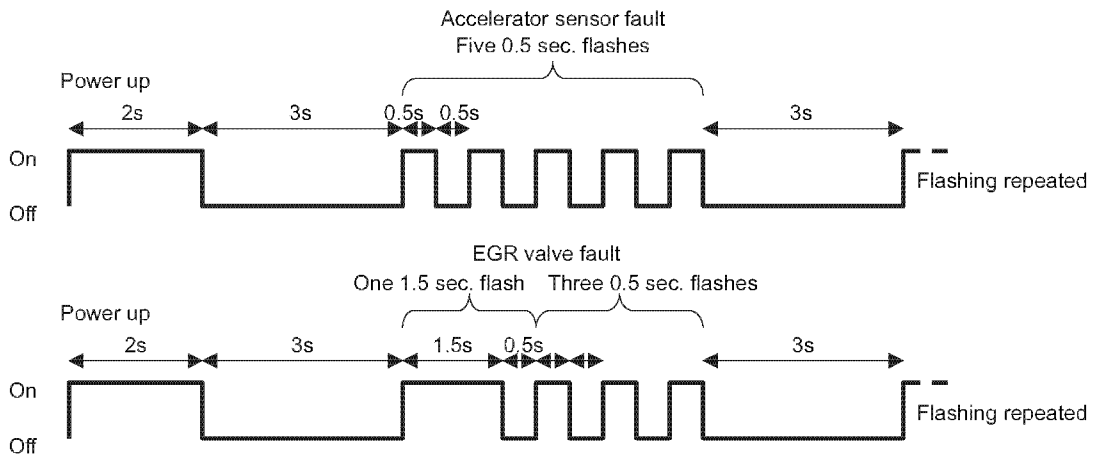 Accelerator sensor fault
Five 0.5 sec. flashes
Power up
2s 3s 0.5s 0.5s 3s
On
Off
Flashing repeated
EGR valve fault
One 1.5 sec. flash Three 0.5 sec. flashes
Power up
2s 3s 1.5s 0.5s 3s
On
Off
Flashing repeated